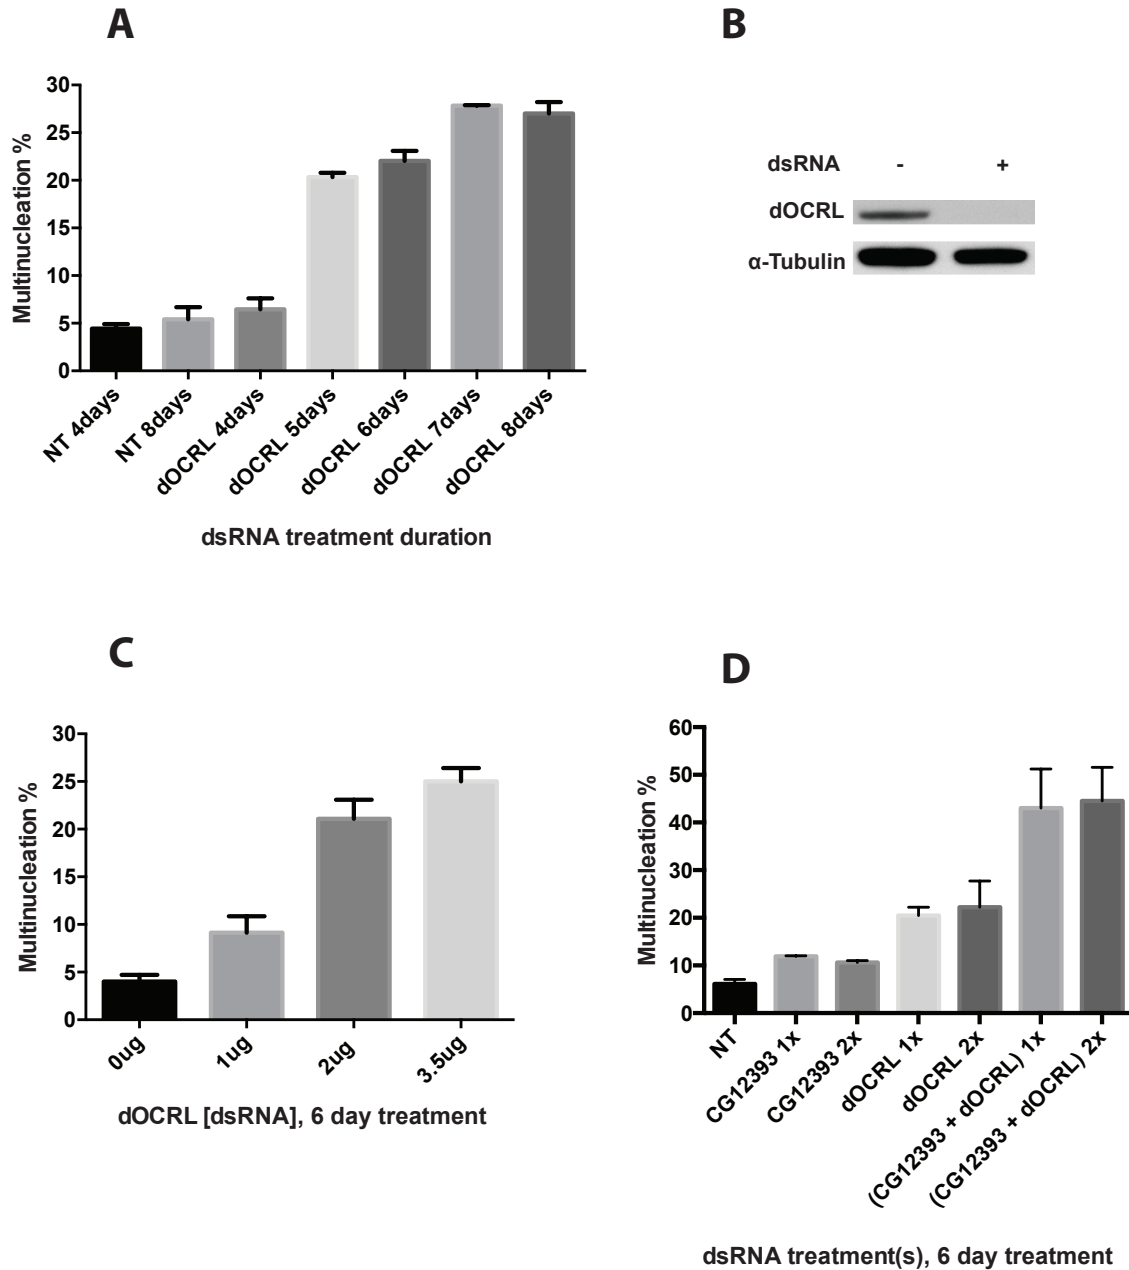 A
30
25
20
15
10
5
0
Multinucleation %
NT 4days
NT 8days
dOCRL 4days
dOCRL 5days
dOCRL 6days
dOCRL 7days
dOCRL 8days
dsRNA treatment duration
B
dsRNA - +
dOCRL
α-Tubulin
C
30
25
20
15
10
5
0
Multinucleation %
0ug
1ug
2ug
3.5ug
dOCRL [dsRNA], 6 day treatment
D
60
50
40
30
20
10
0
Multinucleation %
NT
CG12393 1x
CG12393 2x
dOCRL 1x
dOCRL 2x
(CG12393 + dOCRL) 1x
(CG12393 + dOCRL) 2x
dsRNA treatment(s), 6 day treatment